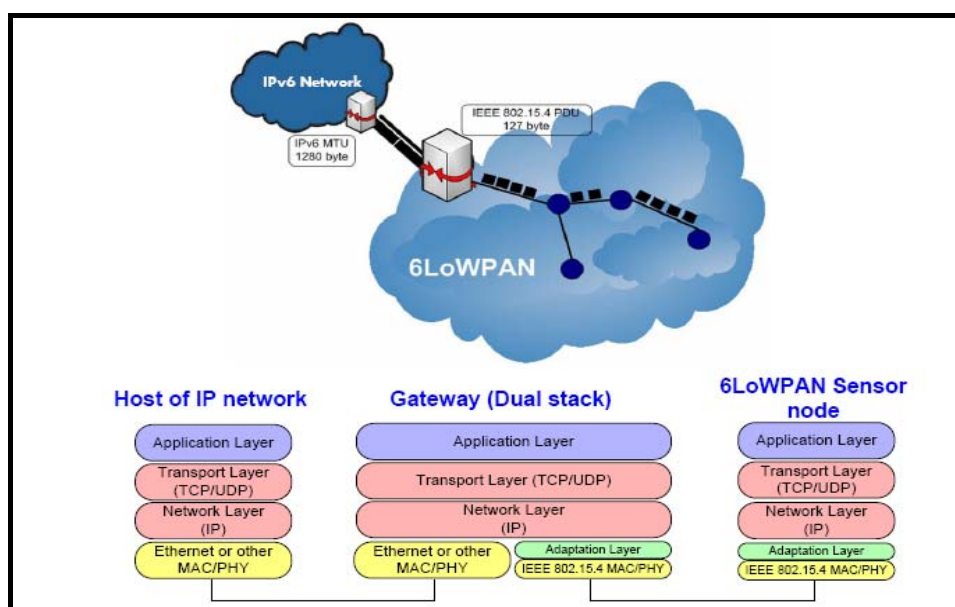 IPv6 Network
IEEE 802.15.4 PDU
127 byte
IPv6 MTU
1280 byte
6LoWPAN
Host of IP network
Application Layer
Transport Layer
(TCP/UDP)
Network Layer
(IP)
Ethernet or other
MAC/PHY
Gateway (Dual stack)
Application Layer
Transport Layer (TCP/UDP)
Network Layer
(IP)
Ethernet or other
MAC/PHY
Adaptation Layer
IEEE 802.15.4 MAC/PHY
6LoWPAN Sensor
node
Application Layer
Transport Layer
(TCP/UDP)
Network Layer
(IP)
Adaptation Layer
IEEE 802.15.4 MAC/PHY